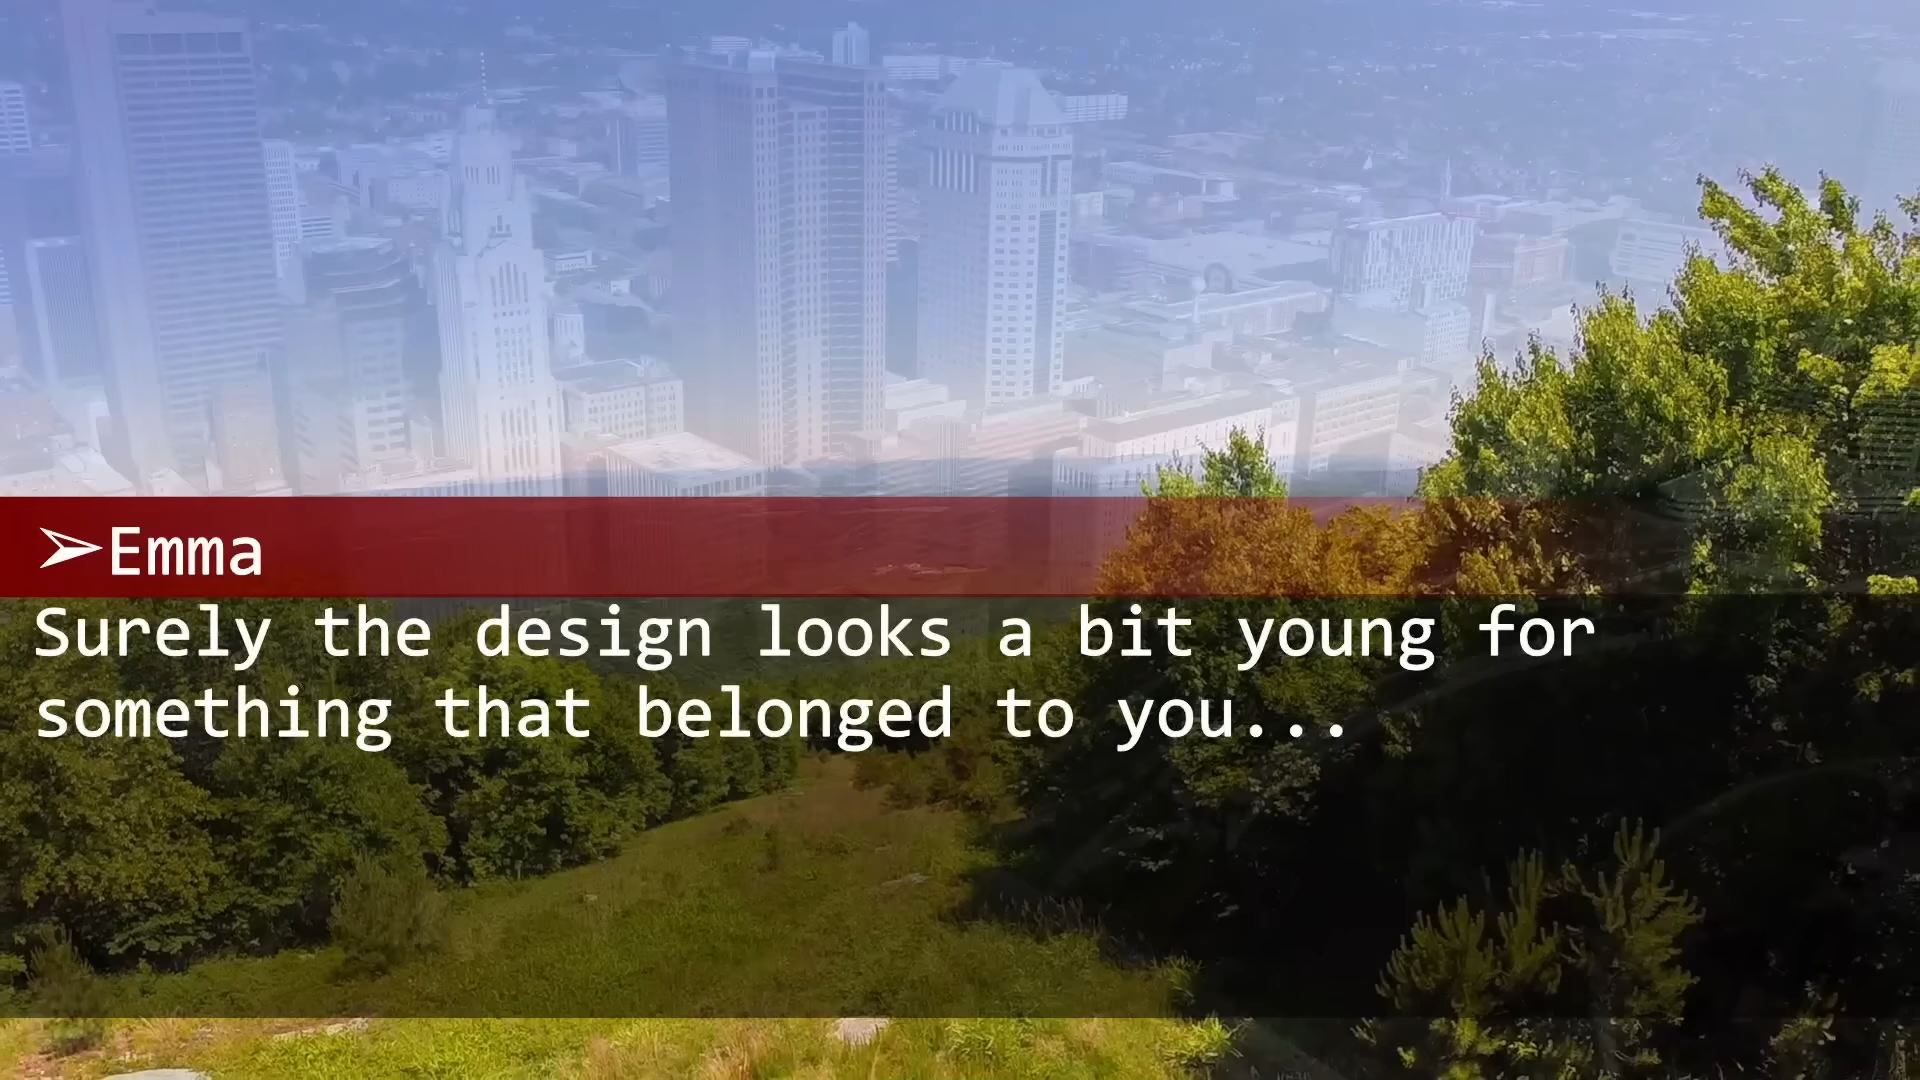 ➢Emma
Surely the design looks a bit young for
something that belonged to you...